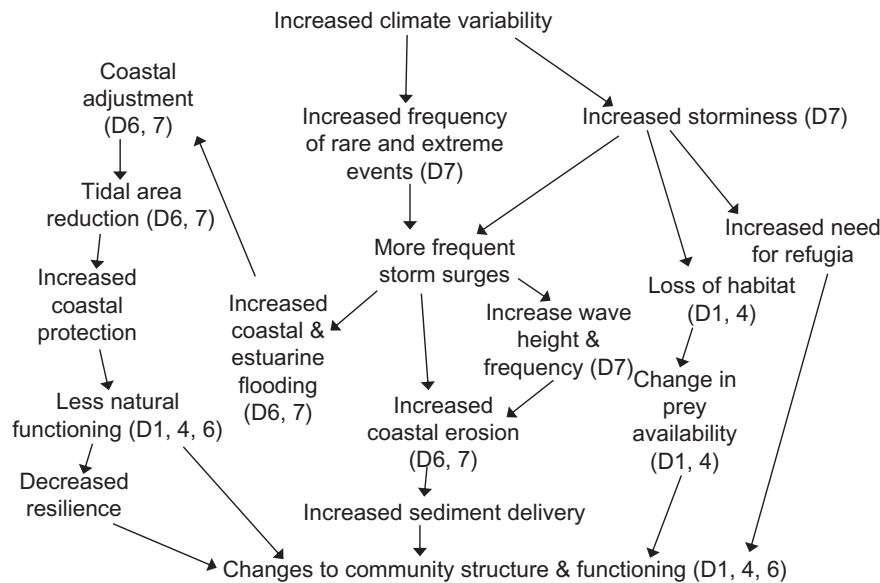 Increased climate variability
Coastal
adjustment
(D6, 7)
Increased frequency
of rare and extreme
events (D7)
Increased storminess (D7)
Tidal area
reduction (D6, 7)
Increased need
for refugia
More frequent
storm surges
Increased
coastal
protection
Loss of habitat
(D1, 4)
Increased
coastal &
estuarine
flooding
(D6, 7)
Increase wave
height &
frequency (D7)
Change in
prey
availability
(D1, 4)
Less natural
functioning (D1, 4, 6)
Increased
coastal erosion
(D6, 7)
Decreased
resilience
Increased sediment delivery
Changes to community structure & functioning (D1, 4, 6)